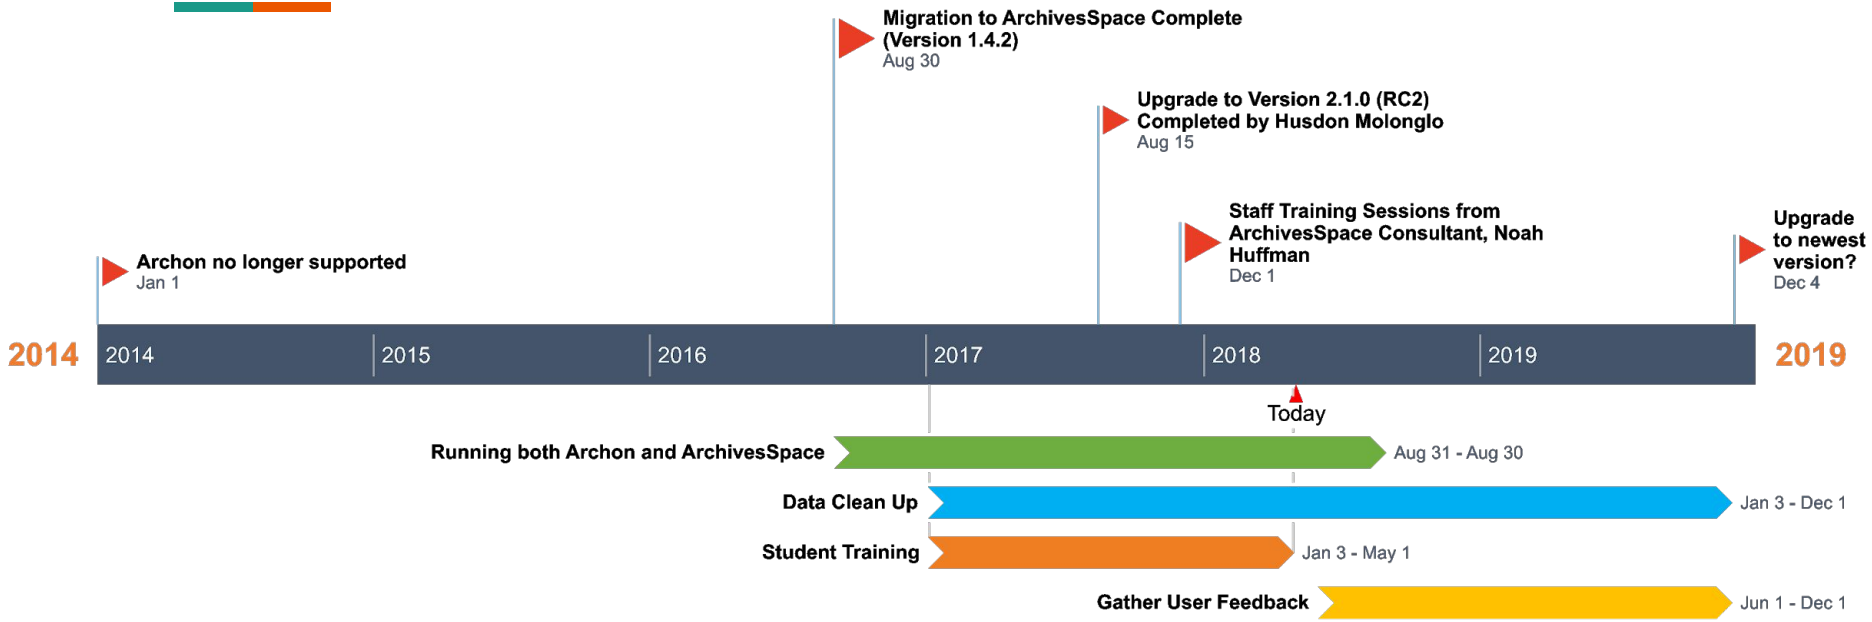 Migration to ArchivesSpace Complete
(Version 1.4.2)
Aug 30
Upgrade to Version 2.1.0 (RC2)
Completed by Husdon Molonglo
Aug 15
Staff Training Sessions from
ArchivesSpace Consultant, Noah
Huffman
Dec 1
Upgrade
to newest
version?
Dec 4
Archon no longer supported
Jan 1
2014
2014
2015
2016
2017
2018
2019
2019
Today
Running both Archon and ArchivesSpace
Aug 31 - Aug 30
Data Clean Up
Jan 3 - Dec 1
Student Training
Jan 3 - May 1
Gather User Feedback
Jun 1 - Dec 1